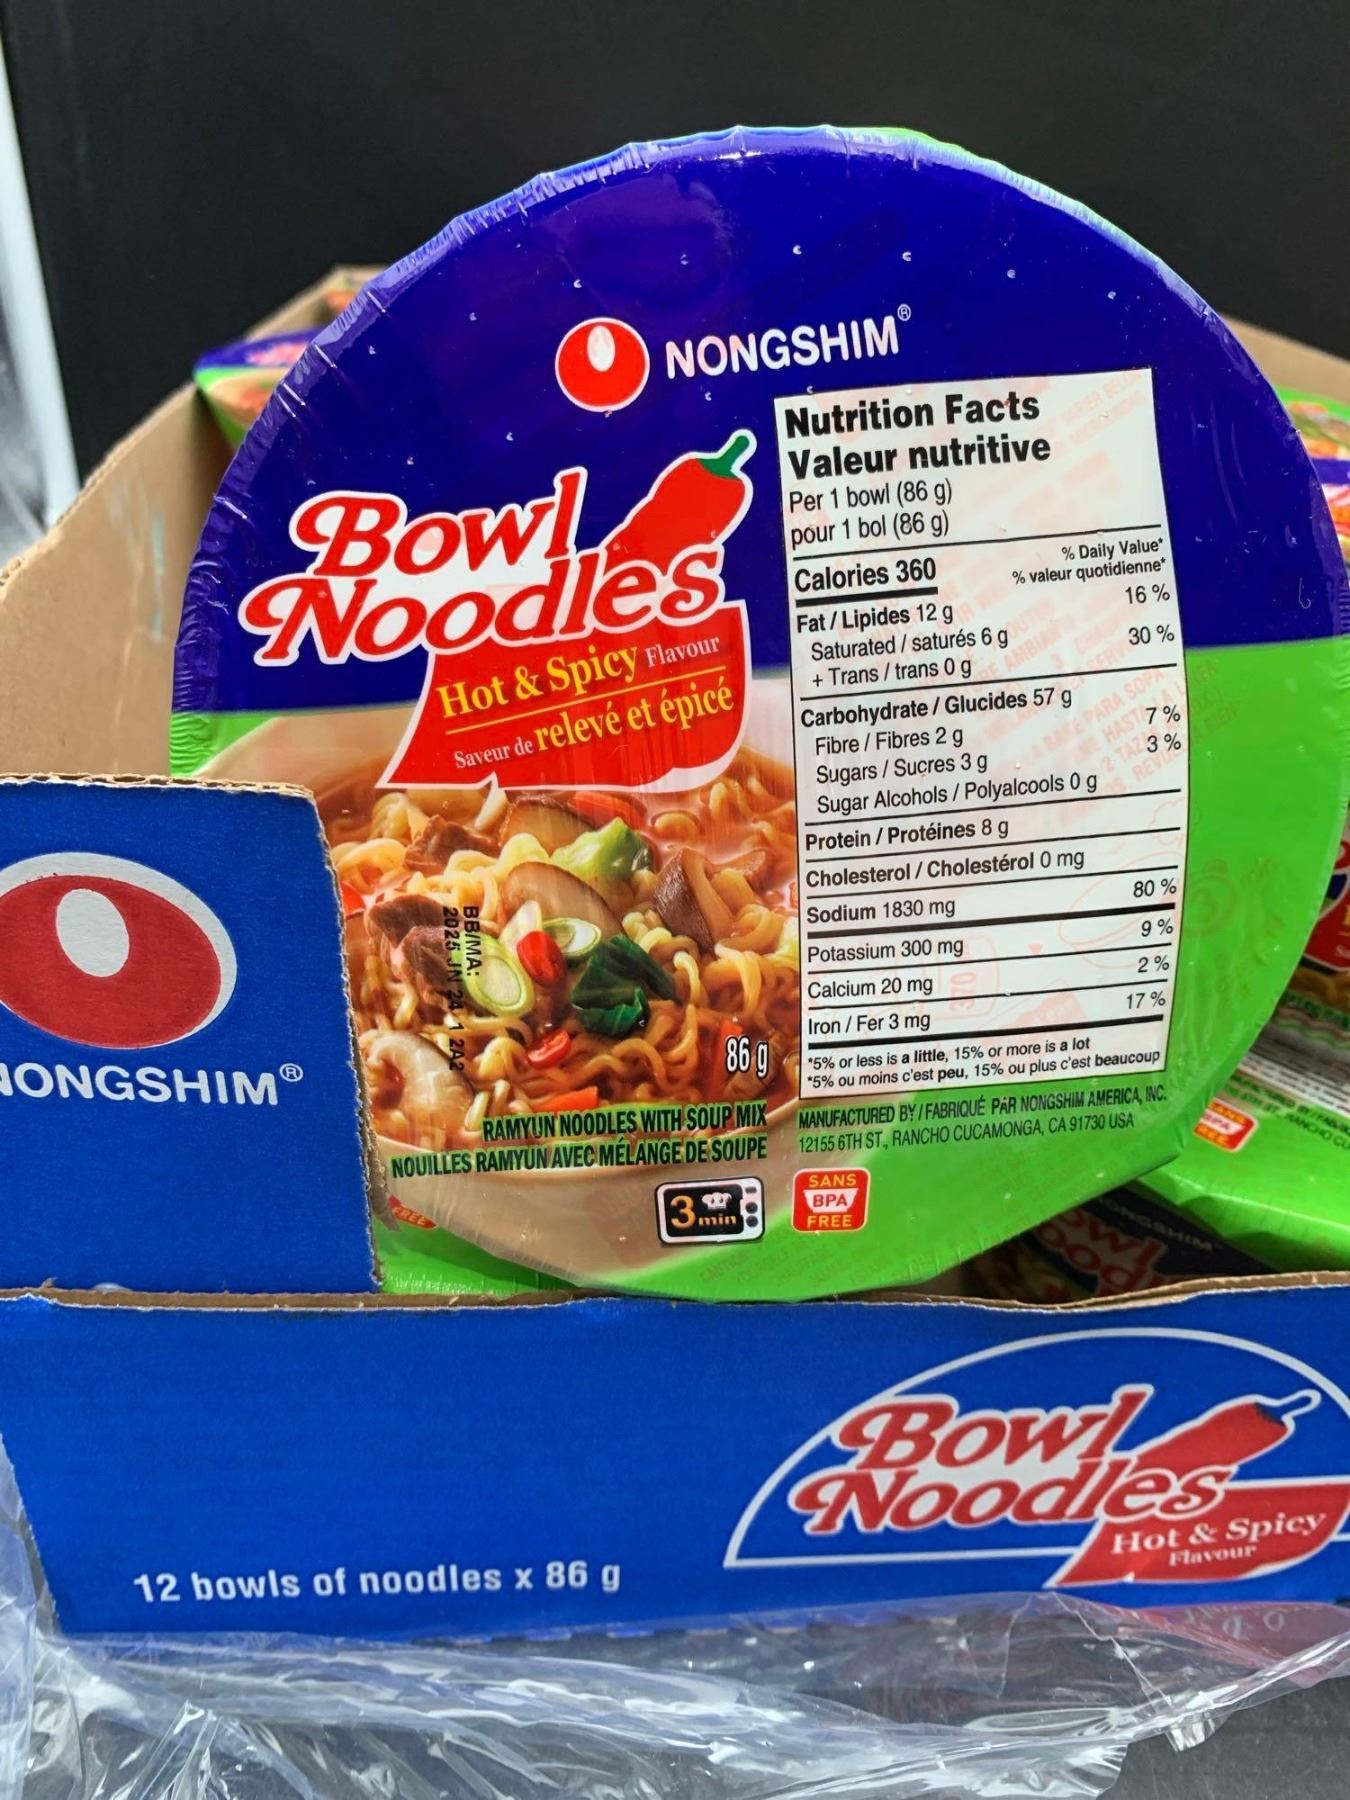 NONGSHIM®
Bowl
Noodles
Hot & Spicy Flavour
Saveur de relevé et épicé
Nutrition Facts
Valeur nutritive
Per 1 bowl (86 g)
pour 1 bol (86 g)
Calories 360
% Daily Value*
% valeur quotidienne*
Fat / Lipides 12 g 16 %
Saturated / saturés 6 g 30 %
+ Trans / trans 0 g
Carbohydrate / Glucides 57 g
Fibre / Fibres 2 g 7 %
Sugars / Sucres 3 g 3 %
Sugar Alcohols / Polyalcools 0 g
Protein / Protéines 8 g
Cholesterol / Cholestérol 0 mg
Sodium 1830 mg 80 %
Potassium 300 mg 9 %
Calcium 20 mg 2 %
Iron / Fer 3 mg 17 %
*5% or less is a little, 15% or more is a lot
*5% ou moins c'est peu, 15% ou plus c'est beaucoup
MANUFACTURED BY / FABRIQUÉ PAR NONGSHIM AMERICA, INC.
12155 6TH ST., RANCHO CUCAMONGA, CA 91730 USA
BB/MA:
2025 JN 24 1 2A2
86 g
RAMYUN NOODLES WITH SOUP MIX
NOUILLES RAMYUN AVEC MÉLANGE DE SOUPE
3 min
SANS
BPA
FREE
FREE
NONGSHIM®
12 bowls of noodles x 86 g
Bowl
Noodles
Hot & Spicy
Flavour